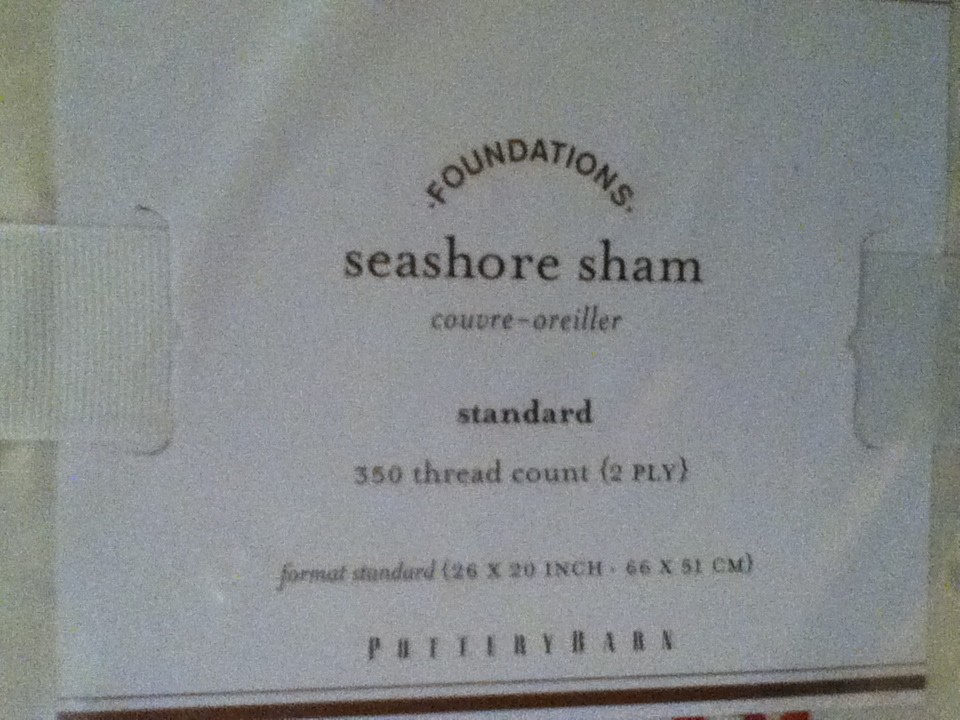 ·FOUNDATIONS·
seashore sham
couvre-oreiller
standard
350 thread count {2 PLY}
format standard {26 X 20 INCH · 66 X 51 CM}
POTTERYBARN